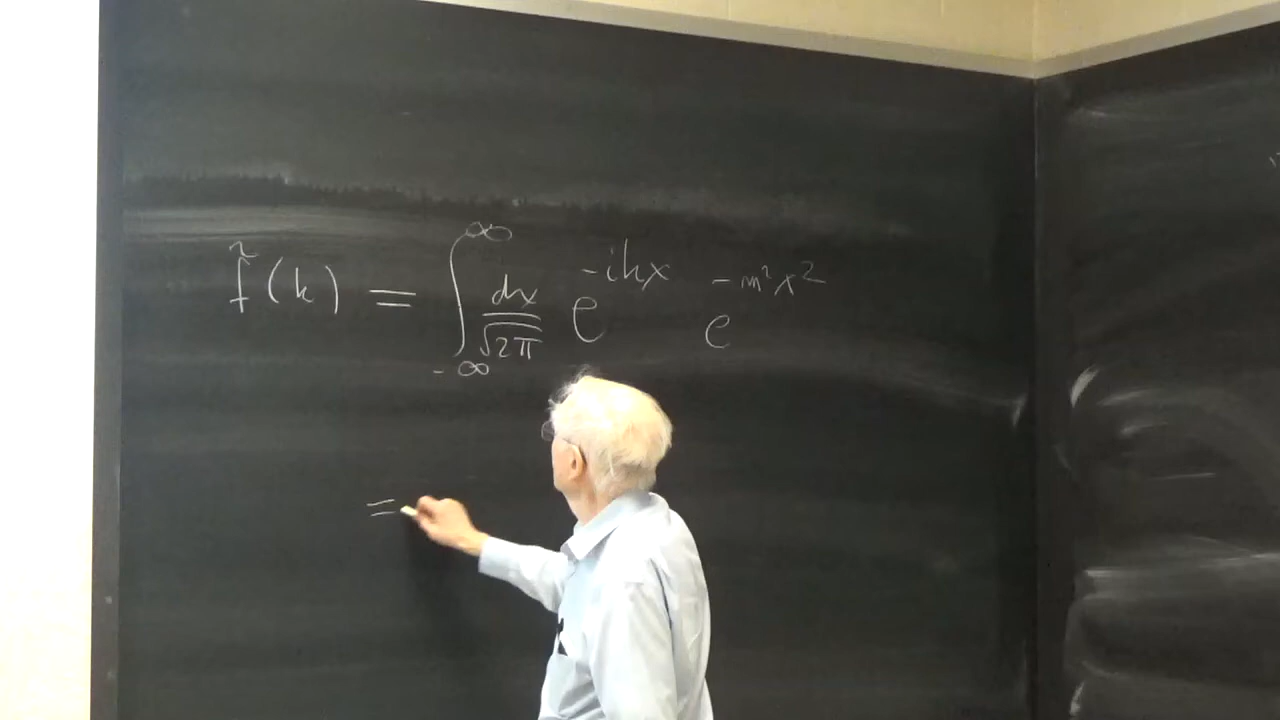 f̃(k) = ∫_{-∞}^{∞} dx/√2π e^{-ikx} e^{-m²x²}
=